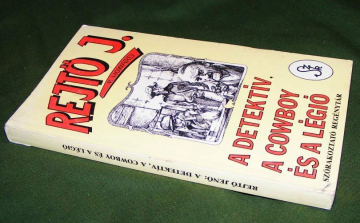 REJTŐ J.
A DETEKTÍV,
A COWBOY
ÉS A LÉGIÓ
SZÓRAKOZTATÓ REGÉNYTÁR
REJTŐ JENŐ: A DETEKTÍV, A COWBOY ÉS A LÉGIÓ